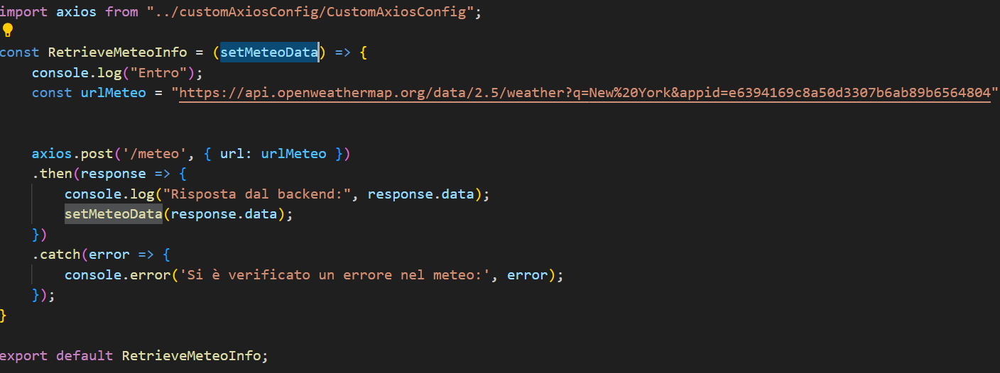 import axios from "../customAxiosConfig/CustomAxiosConfig";
const RetrieveMeteoInfo = (setMeteoData) => {
    console.log("Entro");
    const urlMeteo = "https://api.openweathermap.org/data/2.5/weather?q=New%20York&appid=e6394169c8a50d3307b6ab89b6564804"
    axios.post('/meteo', { url: urlMeteo })
    .then(response => {
        console.log("Risposta dal backend:", response.data);
        setMeteoData(response.data);
    })
    .catch(error => {
        console.error('Si è verificato un errore nel meteo:', error);
    });
}
export default RetrieveMeteoInfo;